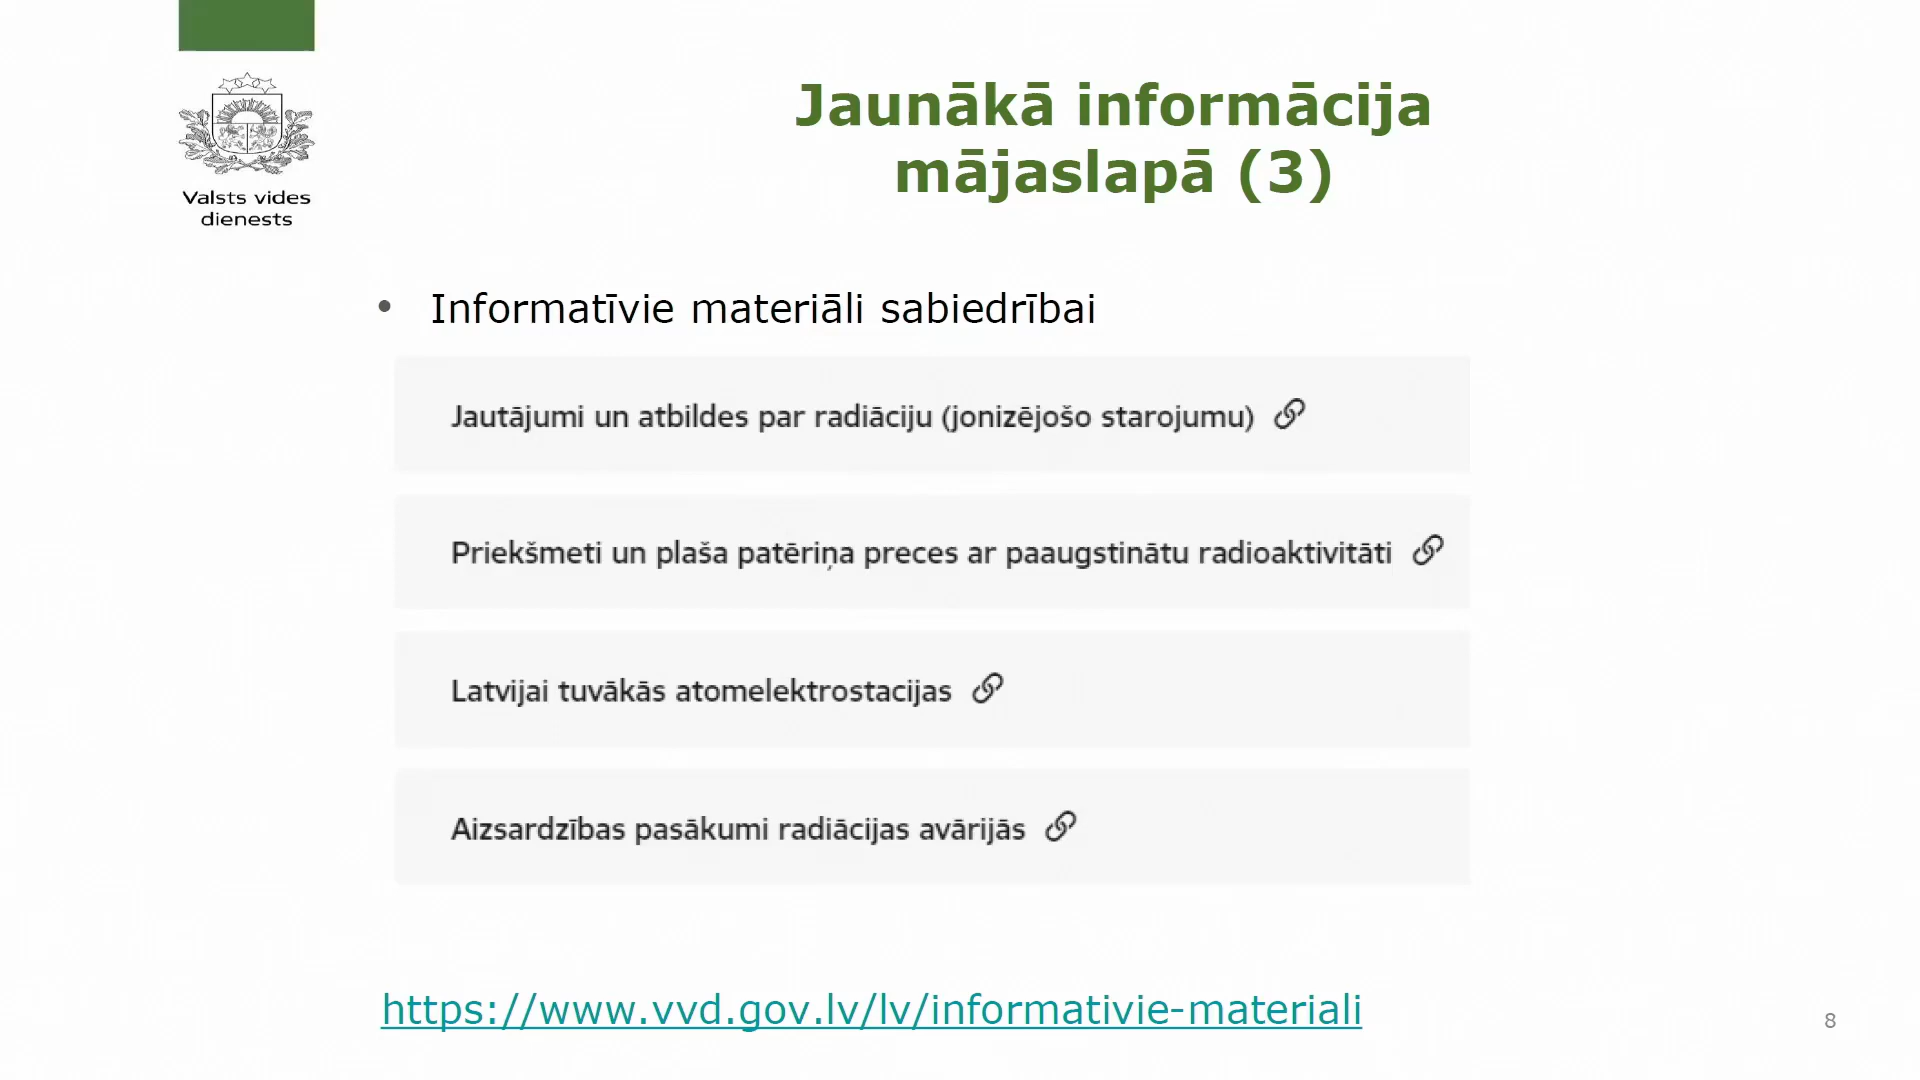 Valsts vides
dienests
Jaunākā informācija
mājaslapā (3)
• Informatīvie materiāli sabiedrībai
Jautājumi un atbildes par radiāciju (jonizējošo starojumu)
Priekšmeti un plaša patēriņa preces ar paaugstinātu radioaktivitāti
Latvijai tuvākās atomelektrostacijas
Aizsardzības pasākumi radiācijas avārijās
https://www.vvd.gov.lv/lv/informativie-materiali
8